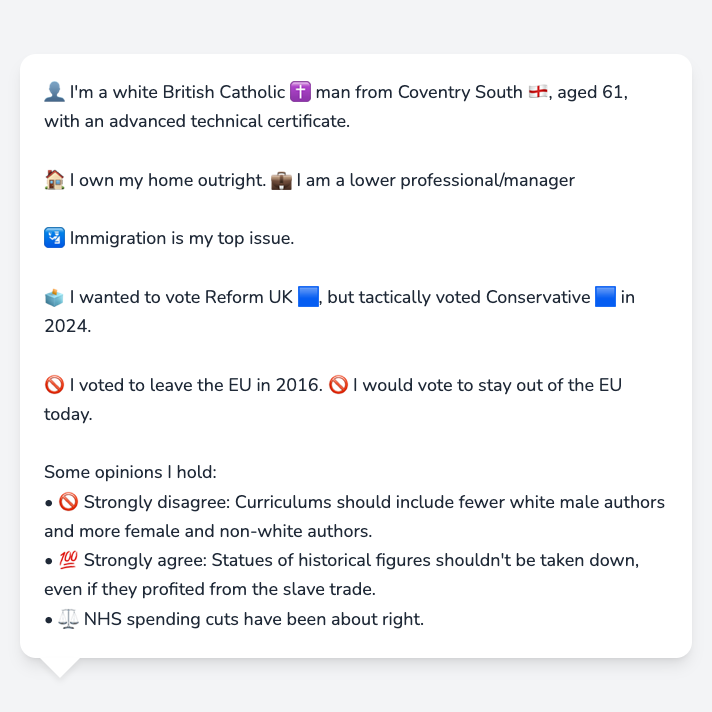 👤 I'm a white British Catholic ✝️ man from Coventry South 🏴󠁧󠁢󠁥󠁮󠁧󠁿, aged 61,
with an advanced technical certificate.
🏠 I own my home outright. 💼 I am a lower professional/manager
🛂 Immigration is my top issue.
🗳️ I wanted to vote Reform UK 🟦, but tactically voted Conservative 🟦 in
2024.
🚫 I voted to leave the EU in 2016. 🚫 I would vote to stay out of the EU
today.
Some opinions I hold:
• 🚫 Strongly disagree: Curriculums should include fewer white male authors
and more female and non-white authors.
• 💯 Strongly agree: Statues of historical figures shouldn't be taken down,
even if they profited from the slave trade.
• ⚖️ NHS spending cuts have been about right.